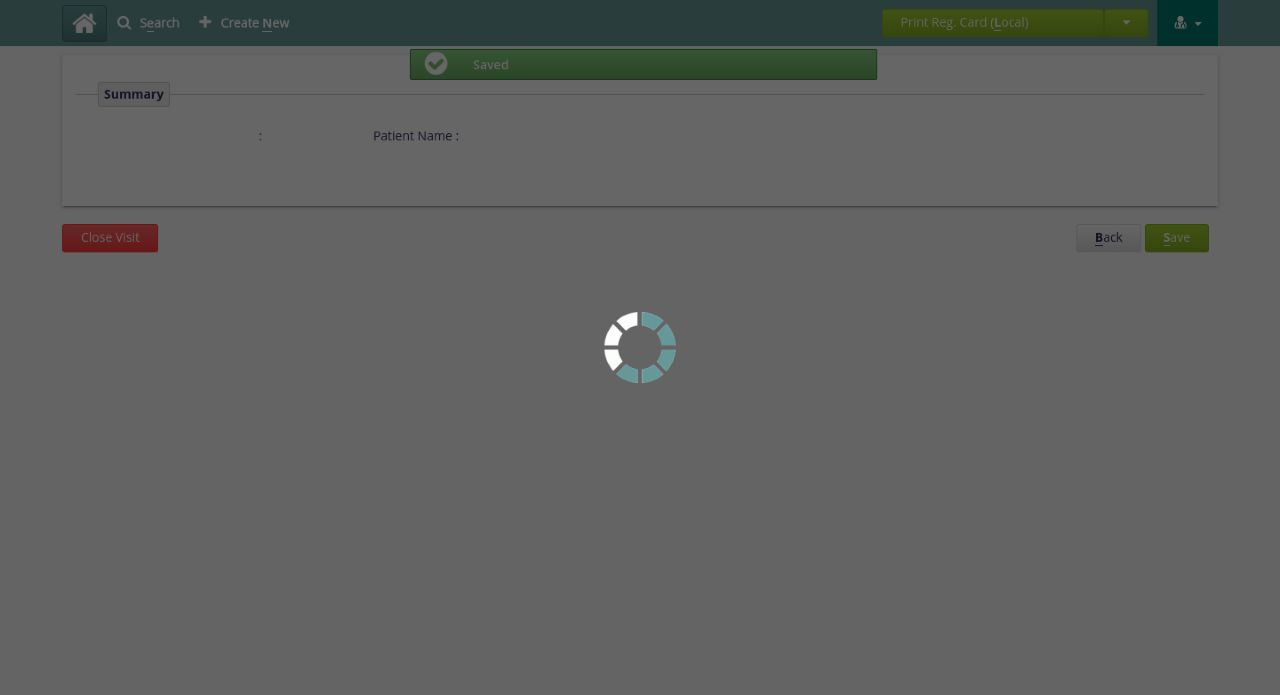 Search
Create New
Print Reg. Card (Local)
Saved
Summary
:
Patient Name :
Close Visit
Back
Save